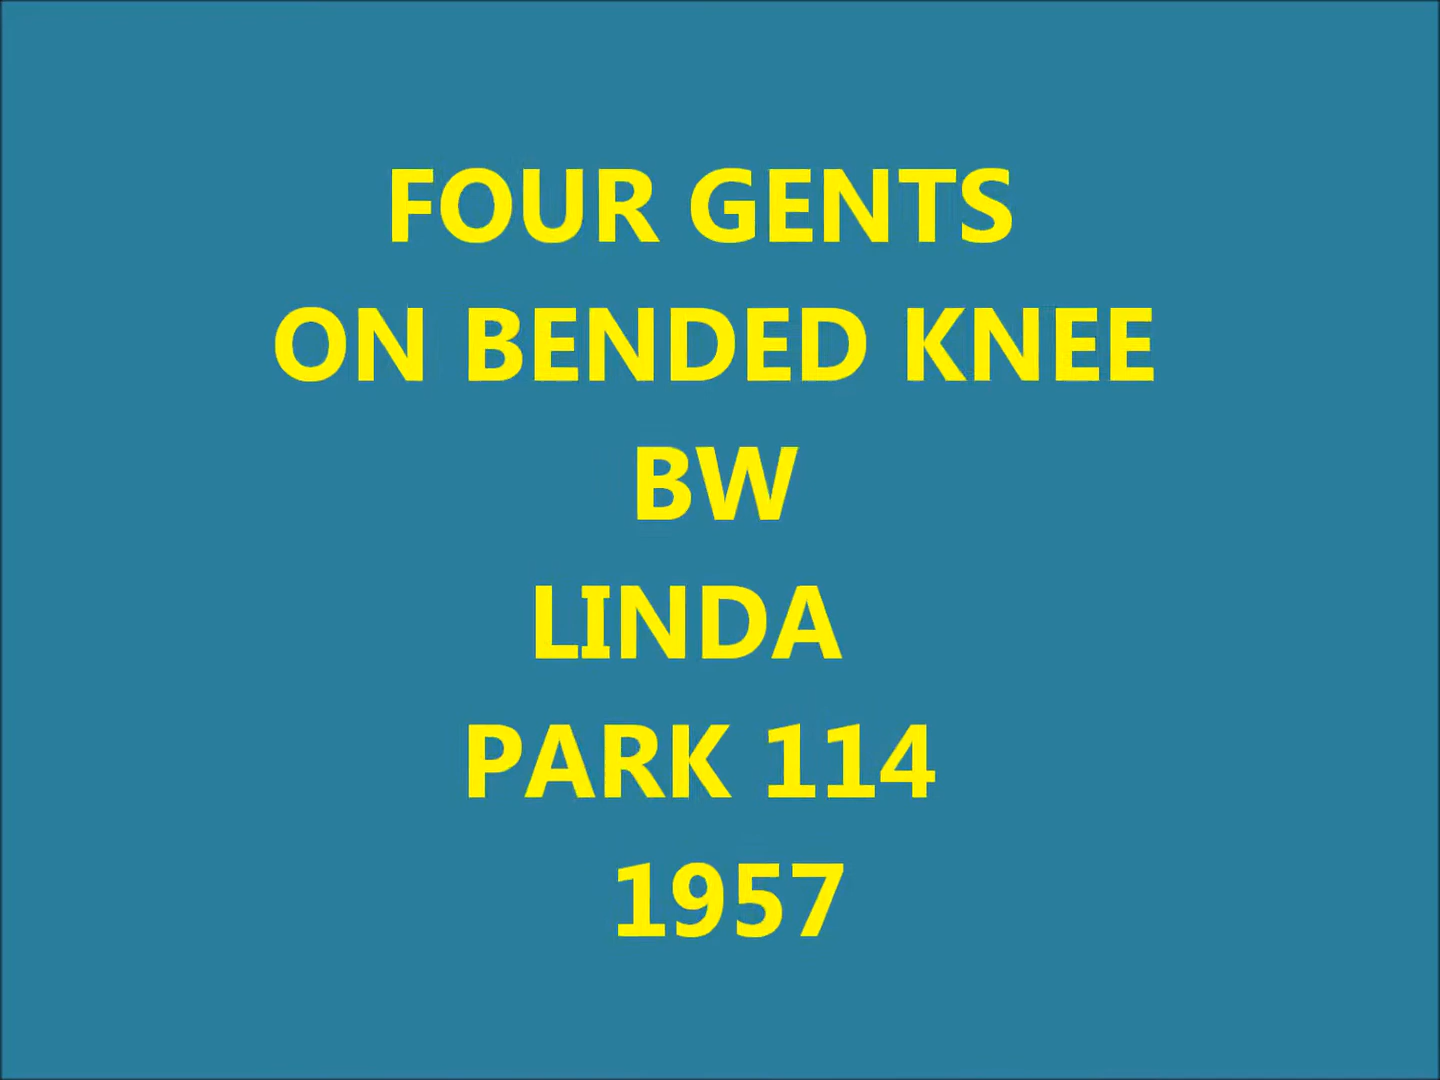 FOUR GENTS
ON BENDED KNEE
BW
LINDA
PARK 114
1957